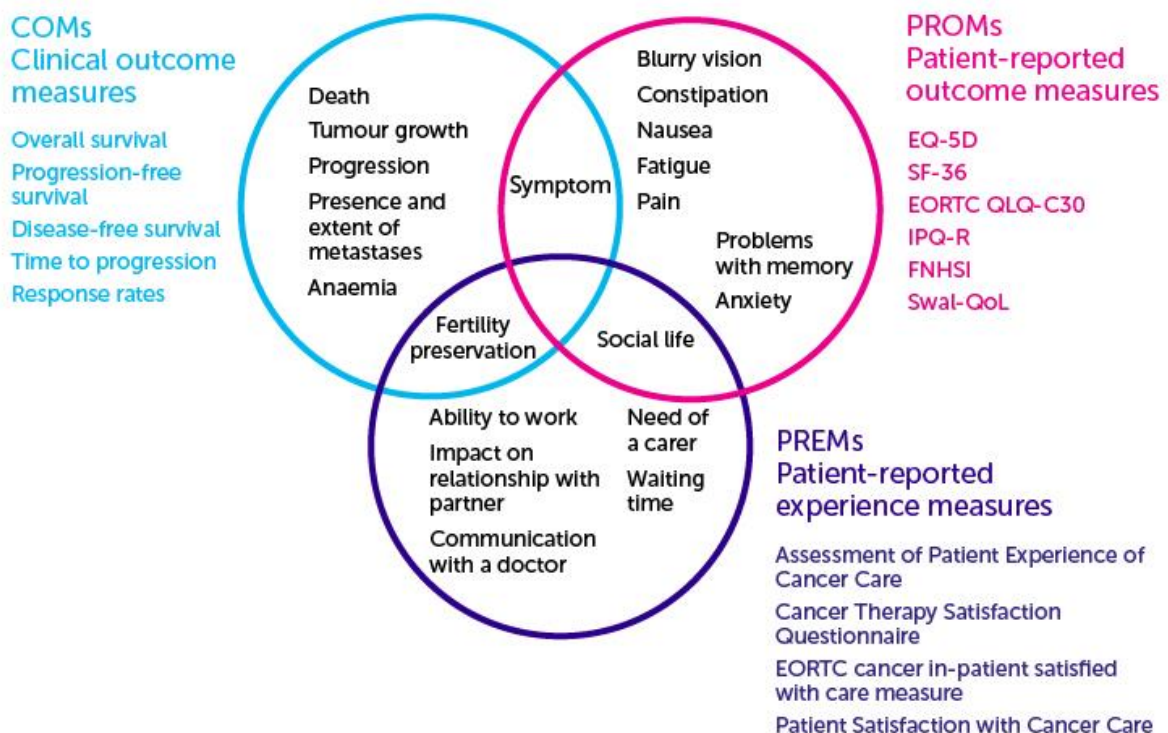 COMs
Clinical outcome
measures
Overall survival
Progression-free
survival
Disease-free survival
Time to progression
Response rates
Death
Tumour growth
Progression
Presence and
extent of
metastases
Anaemia
Symptom
Blurry vision
Constipation
Nausea
Fatigue
Pain
Problems
with memory
Anxiety
PROMs
Patient-reported
outcome measures
EQ-5D
SF-36
EORTC QLQ-C30
IPQ-R
FNHSI
Swal-QoL
Fertility
preservation
Social life
Ability to work
Impact on
relationship with
partner
Communication
with a doctor
Need of
a carer
Waiting
time
PREMs
Patient-reported
experience measures
Assessment of Patient Experience of
Cancer Care
Cancer Therapy Satisfaction
Questionnaire
EORTC cancer in-patient satisfied
with care measure
Patient Satisfaction with Cancer Care